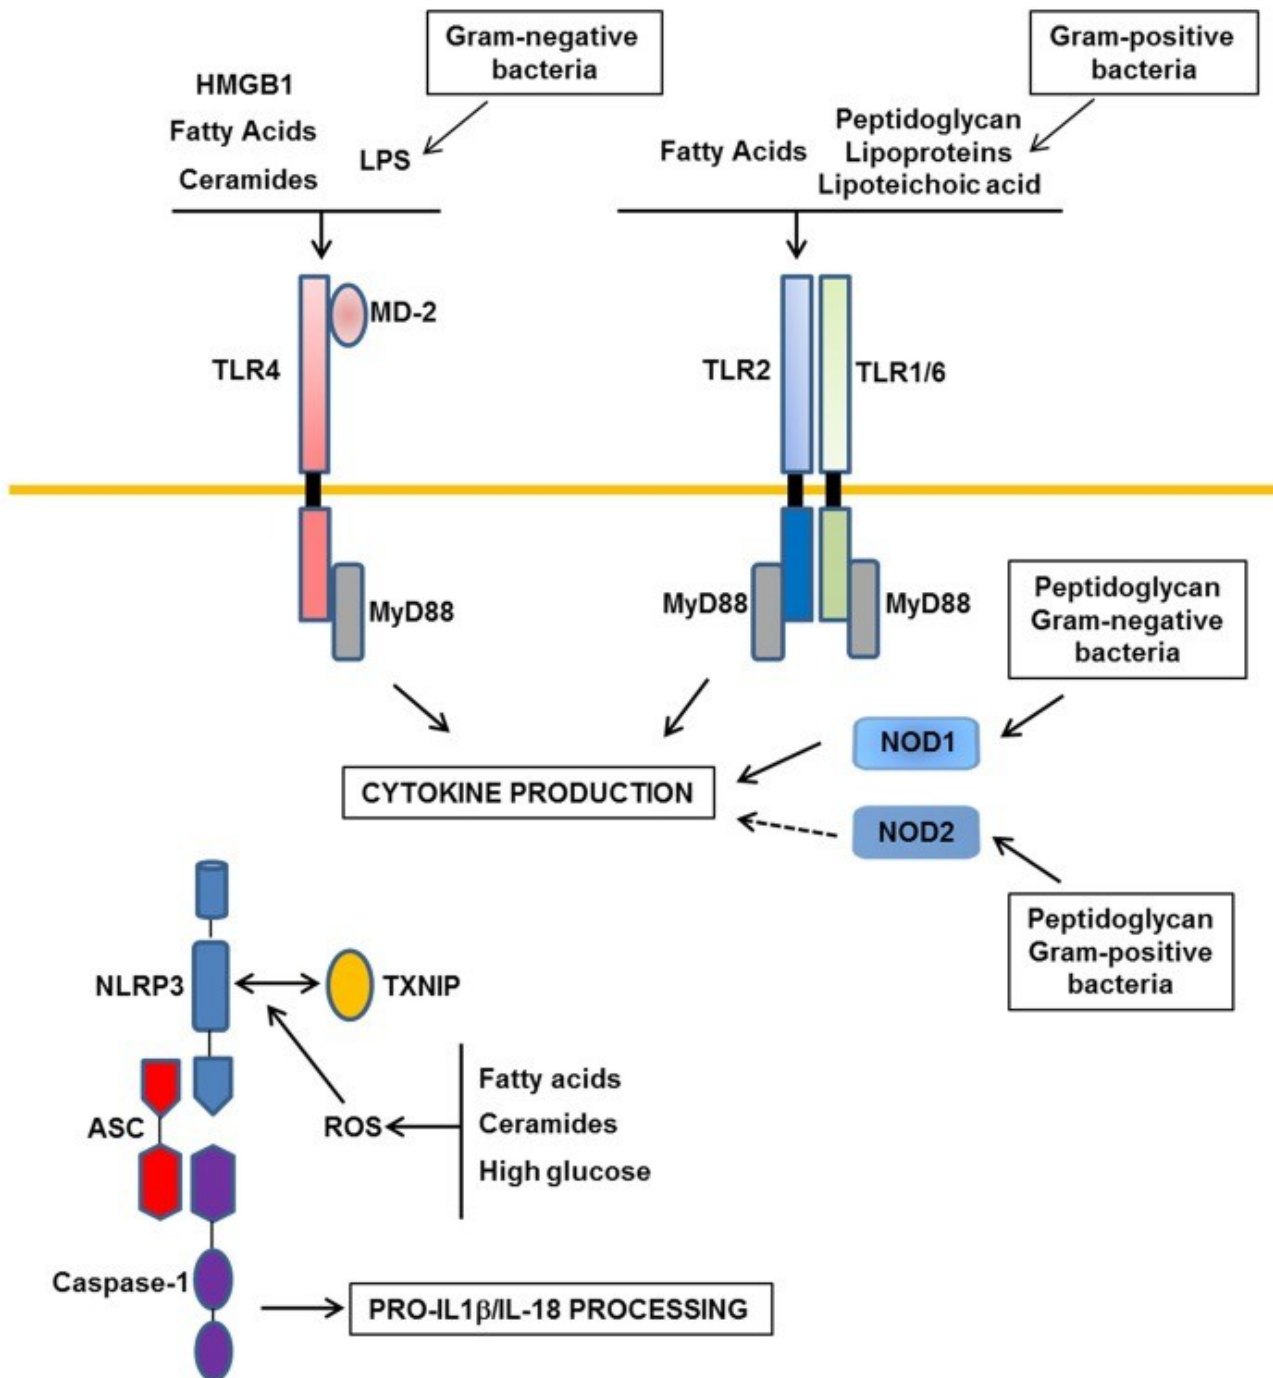 Gram-negative
bacteria
Gram-positive
bacteria
HMGB1
Fatty Acids
Ceramides
LPS
Fatty Acids
Peptidoglycan
Lipoproteins
Lipoteichoic acid
MD-2
TLR4
TLR2
TLR1/6
MyD88
MyD88
MyD88
Peptidoglycan
Gram-negative
bacteria
NOD1
CYTOKINE PRODUCTION
NOD2
Peptidoglycan
Gram-positive
bacteria
NLRP3
TXNIP
Fatty acids
Ceramides
High glucose
ROS
ASC
Caspase-1
PRO-IL1β/IL-18 PROCESSING